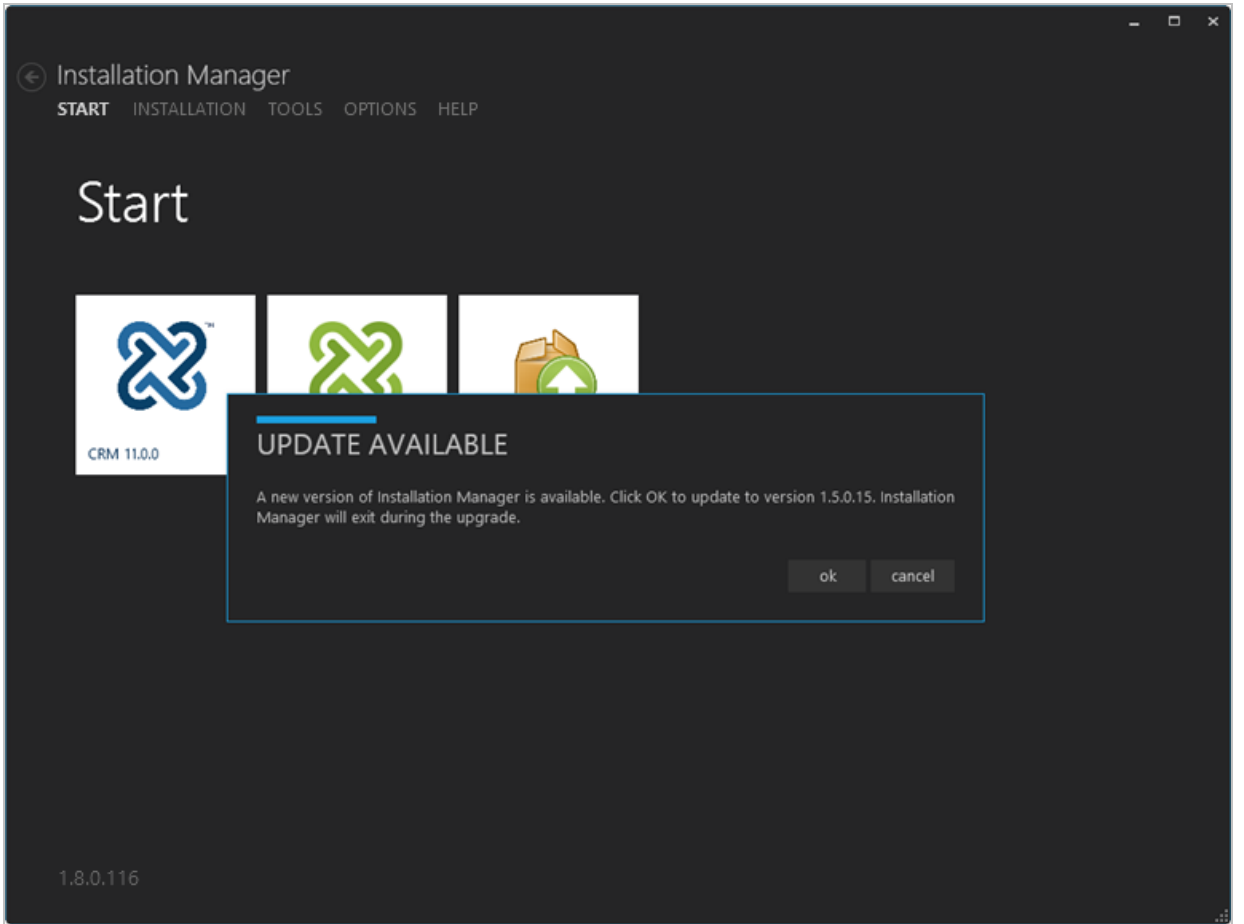 Installation Manager
START INSTALLATION TOOLS OPTIONS HELP
Start
TM
CRM 11.0.0
UPDATE AVAILABLE
A new version of Installation Manager is available. Click OK to update to version 1.5.0.15. Installation
Manager will exit during the upgrade.
ok cancel
1.8.0.116